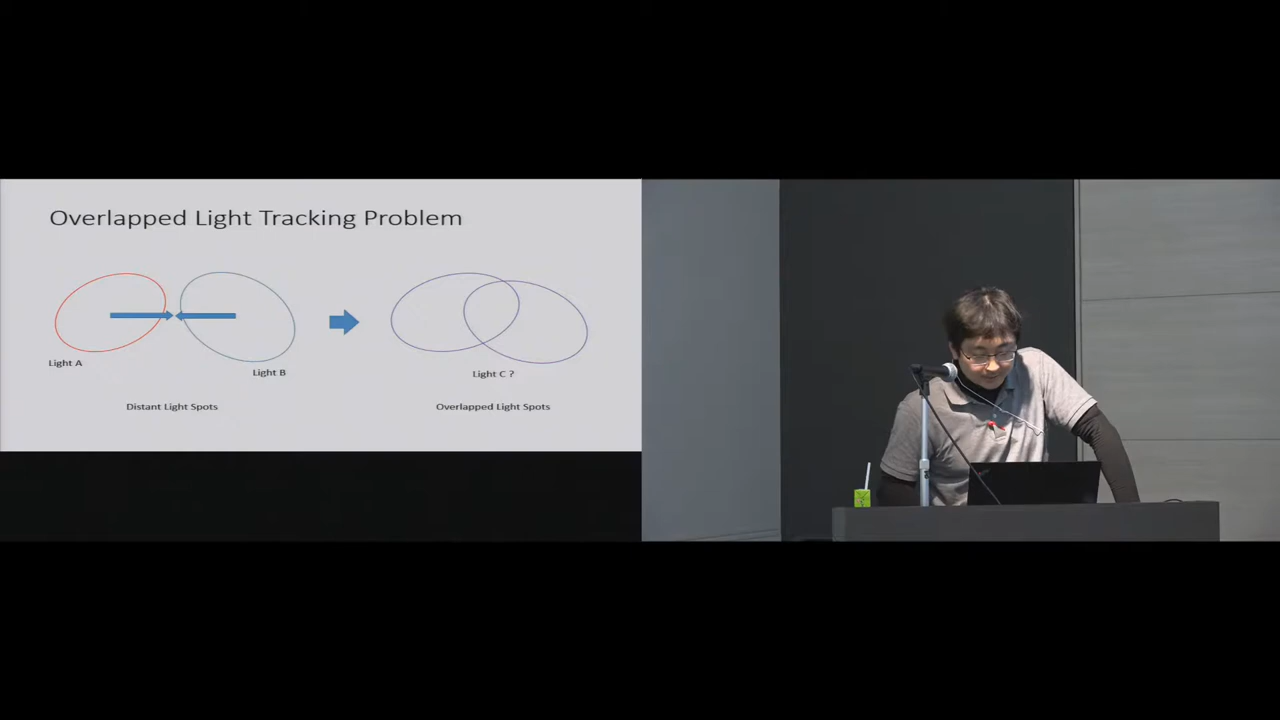 Overlapped Light Tracking Problem
Light A
Light B
Light C ?
Distant Light Spots
Overlapped Light Spots